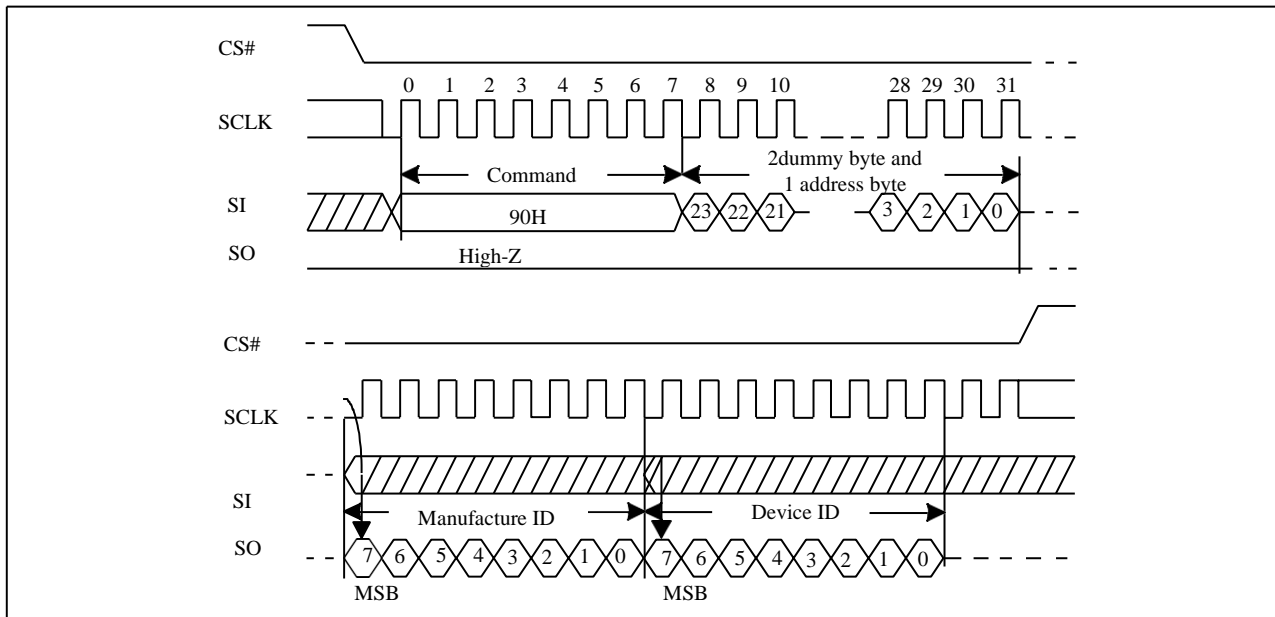 CS#
0 1 2 3 4 5 6 7 8 9 10 28 29 30 31
SCLK
Command
2dummy byte and
1 address byte
SI
90H
23 22 21 3 2 1 0
SO
High-Z
CS#
SCLK
SI
Manufacture ID
Device ID
SO
7 6 5 4 3 2 1 0 7 6 5 4 3 2 1 0
MSB
MSB